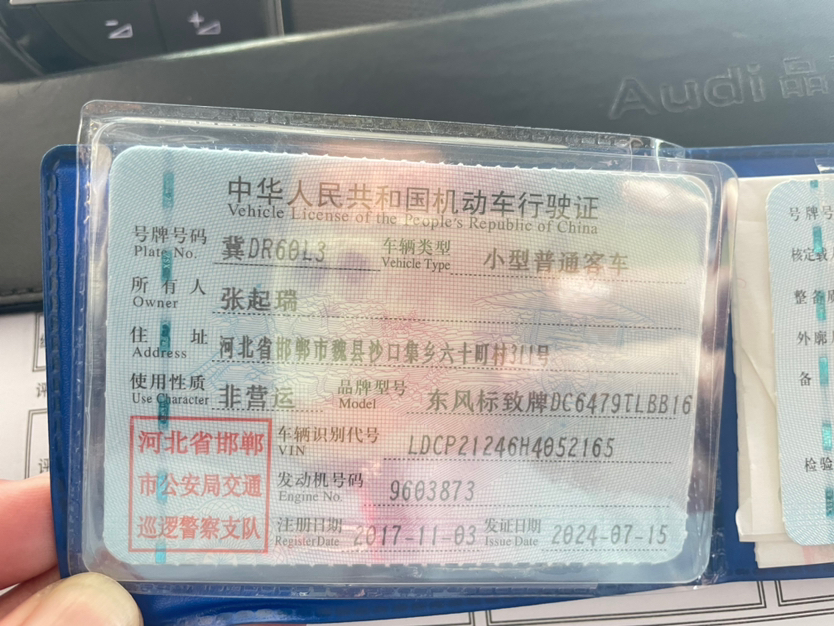 Audi 品
中华人民共和国机动车行驶证
Vehicle License of the People's Republic of China
号牌号码 冀DR60L3 车辆类型 小型普通客车
Plate No. Vehicle Type
所有人 张起瑞
Owner
住址 河北省邯郸市魏县沙口集乡六十町村311号
Address
使用性质 非营运 品牌型号 东风标致牌DC6479TLBB16
Use Character Model
河北省邯郸
市公安局交通
巡逻警察支队
车辆识别代号 LDCP21246H4052165
VIN
发动机号码 9603873
Engine No.
注册日期 2017-11-03 发证日期 2024-07-15
Register Date Issue Date
号牌号
核定载
整备质
外廓
备
检验